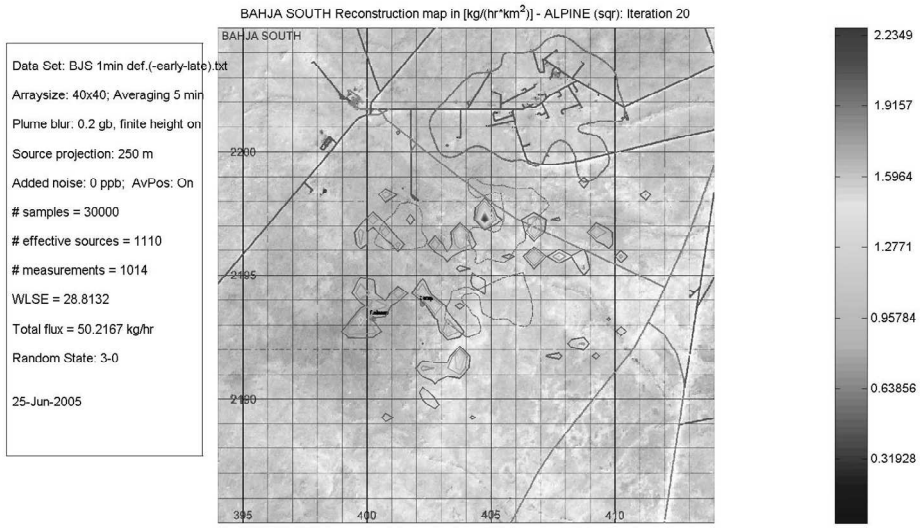 BAHJA SOUTH Reconstruction map in [kg/(hr*km²)] - ALPINE (sqr): Iteration 20
BAHJA SOUTH
Data Set: BJS 1min def.(-early-late).txt
Arraysize: 40x40; Averaging 5 min
Plume blur: 0.2 gb, finite height on
Source projection: 250 m
Added noise: 0 ppb; AvPos: On
# samples = 30000
# effective sources = 1110
# measurements = 1014
WLSE = 28.8132
Total flux = 50.2167 kg/hr
Random State: 3-0
25-Jun-2005
2200
2195
2190
395
400
405
410
2.2349
1.9157
1.5964
1.2771
0.95784
0.63856
0.31928